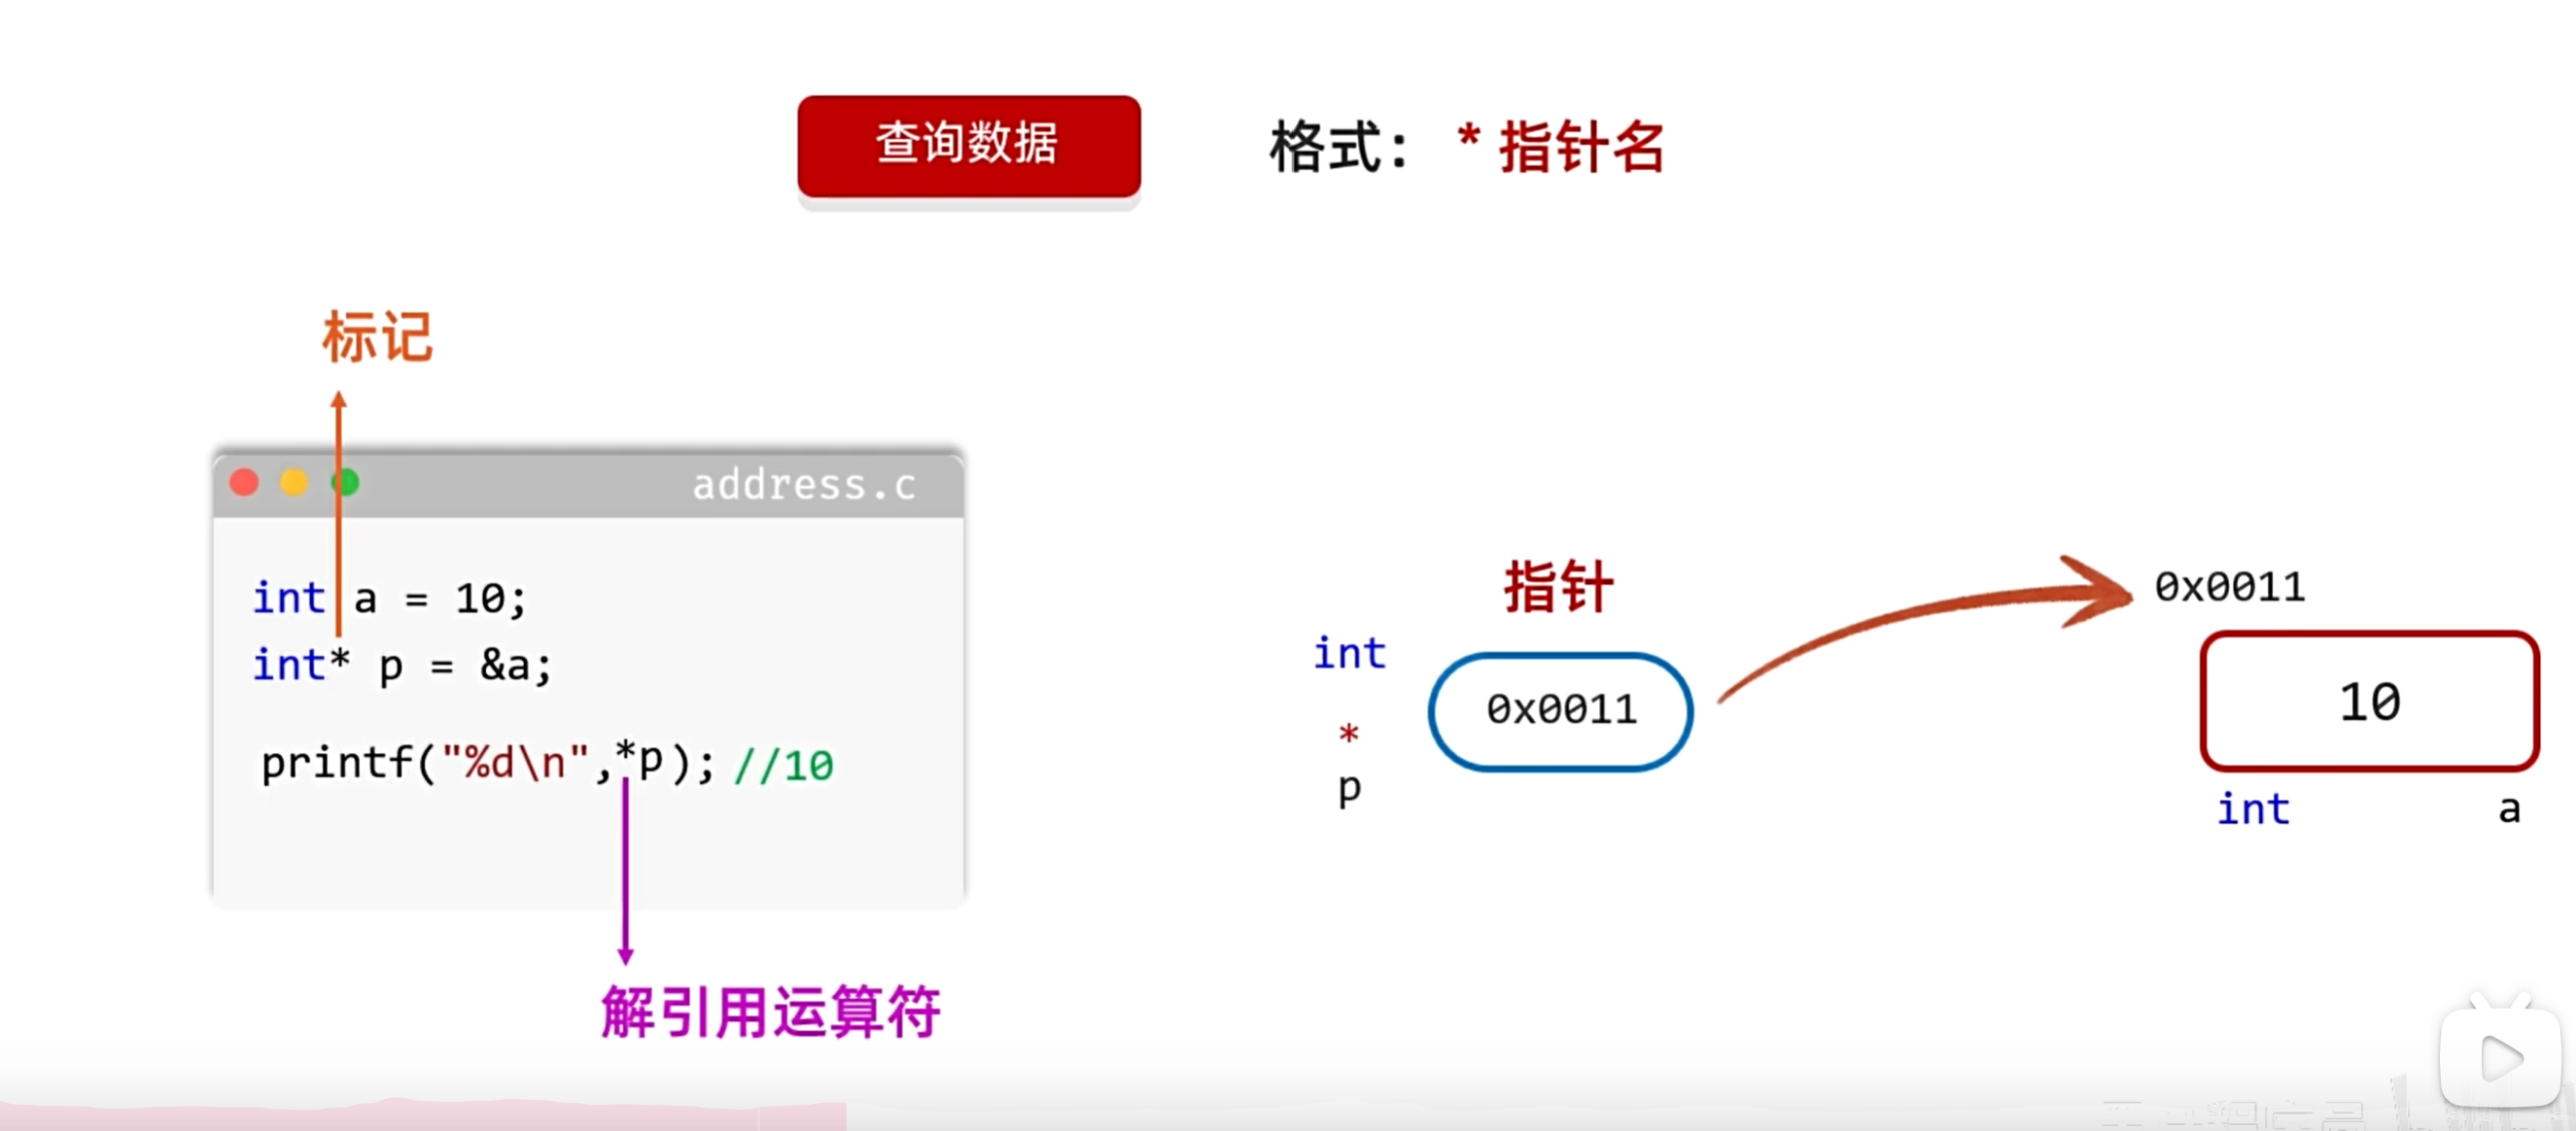 查询数据
格式：*指针名
标记
address.c
int a = 10;
int* p = &a;
printf("%d\n",*p); //10
解引用运算符
指针
int
*
p
0x0011
0x0011
10
int a